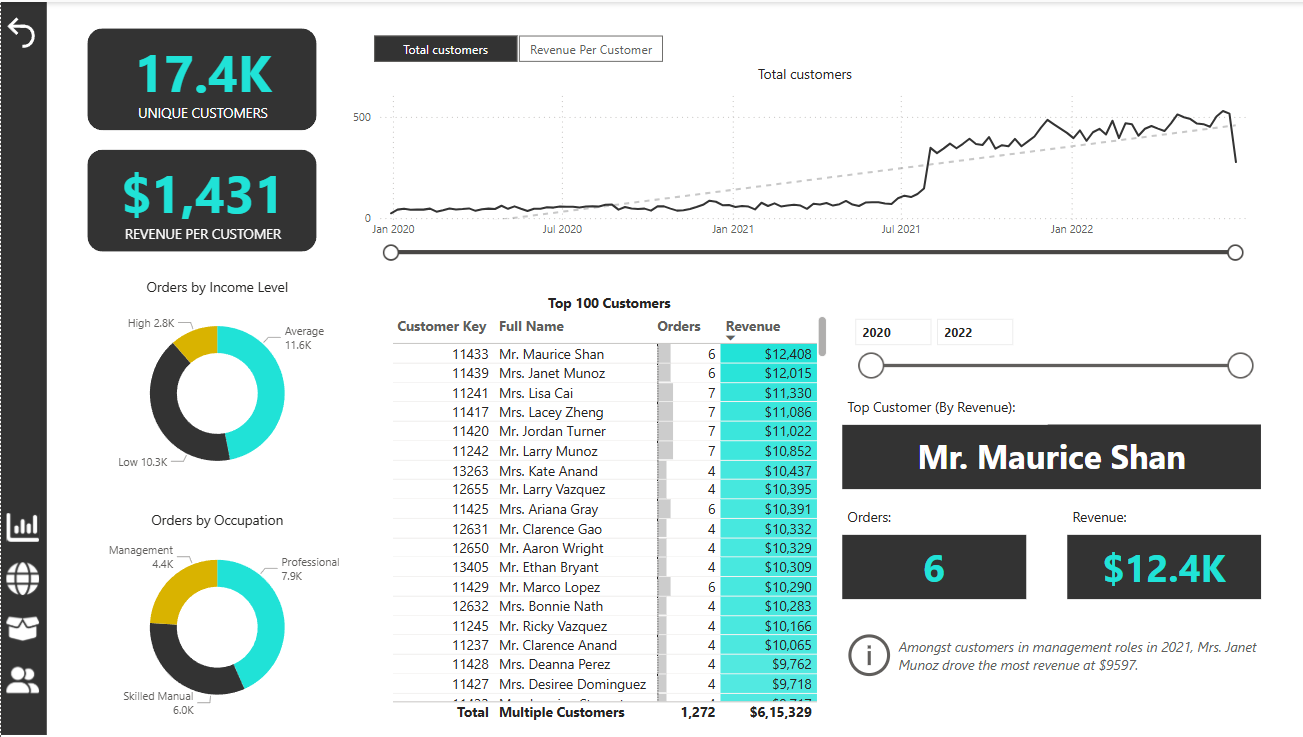 17.4K
UNIQUE CUSTOMERS
$1,431
REVENUE PER CUSTOMER
Total customers
Revenue Per Customer
Total customers
500
0
Jan 2020
Jul 2020
Jan 2021
Jul 2021
Jan 2022
Orders by Income Level
High 2.8K
Average
11.6K
Low 10.3K
Orders by Occupation
Management
4.4K
Professional
7.9K
Skilled Manual
6.0K
Top 100 Customers
Customer Key Full Name Orders Revenue
11433 Mr. Maurice Shan 6 $12,408
11439 Mrs. Janet Munoz 6 $12,015
11241 Mrs. Lisa Cai 7 $11,330
11417 Mrs. Lacey Zheng 7 $11,086
11420 Mr. Jordan Turner 7 $11,022
11242 Mr. Larry Munoz 7 $10,852
13263 Mrs. Kate Anand 4 $10,437
12655 Mr. Larry Vazquez 4 $10,395
11425 Mrs. Ariana Gray 6 $10,391
12631 Mr. Clarence Gao 4 $10,332
12650 Mr. Aaron Wright 4 $10,329
13405 Mr. Ethan Bryant 4 $10,309
11429 Mr. Marco Lopez 6 $10,290
12632 Mrs. Bonnie Nath 4 $10,283
11245 Mr. Ricky Vazquez 4 $10,166
11237 Mr. Clarence Anand 4 $10,065
11428 Mrs. Deanna Perez 4 $9,762
11427 Mrs. Desiree Dominguez 4 $9,718
Total Multiple Customers 1,272 $6,15,329
2020
2022
Top Customer (By Revenue):
Mr. Maurice Shan
Orders:
6
Revenue:
$12.4K
i
Amongst customers in management roles in 2021, Mrs. Janet
Munoz drove the most revenue at $9597.